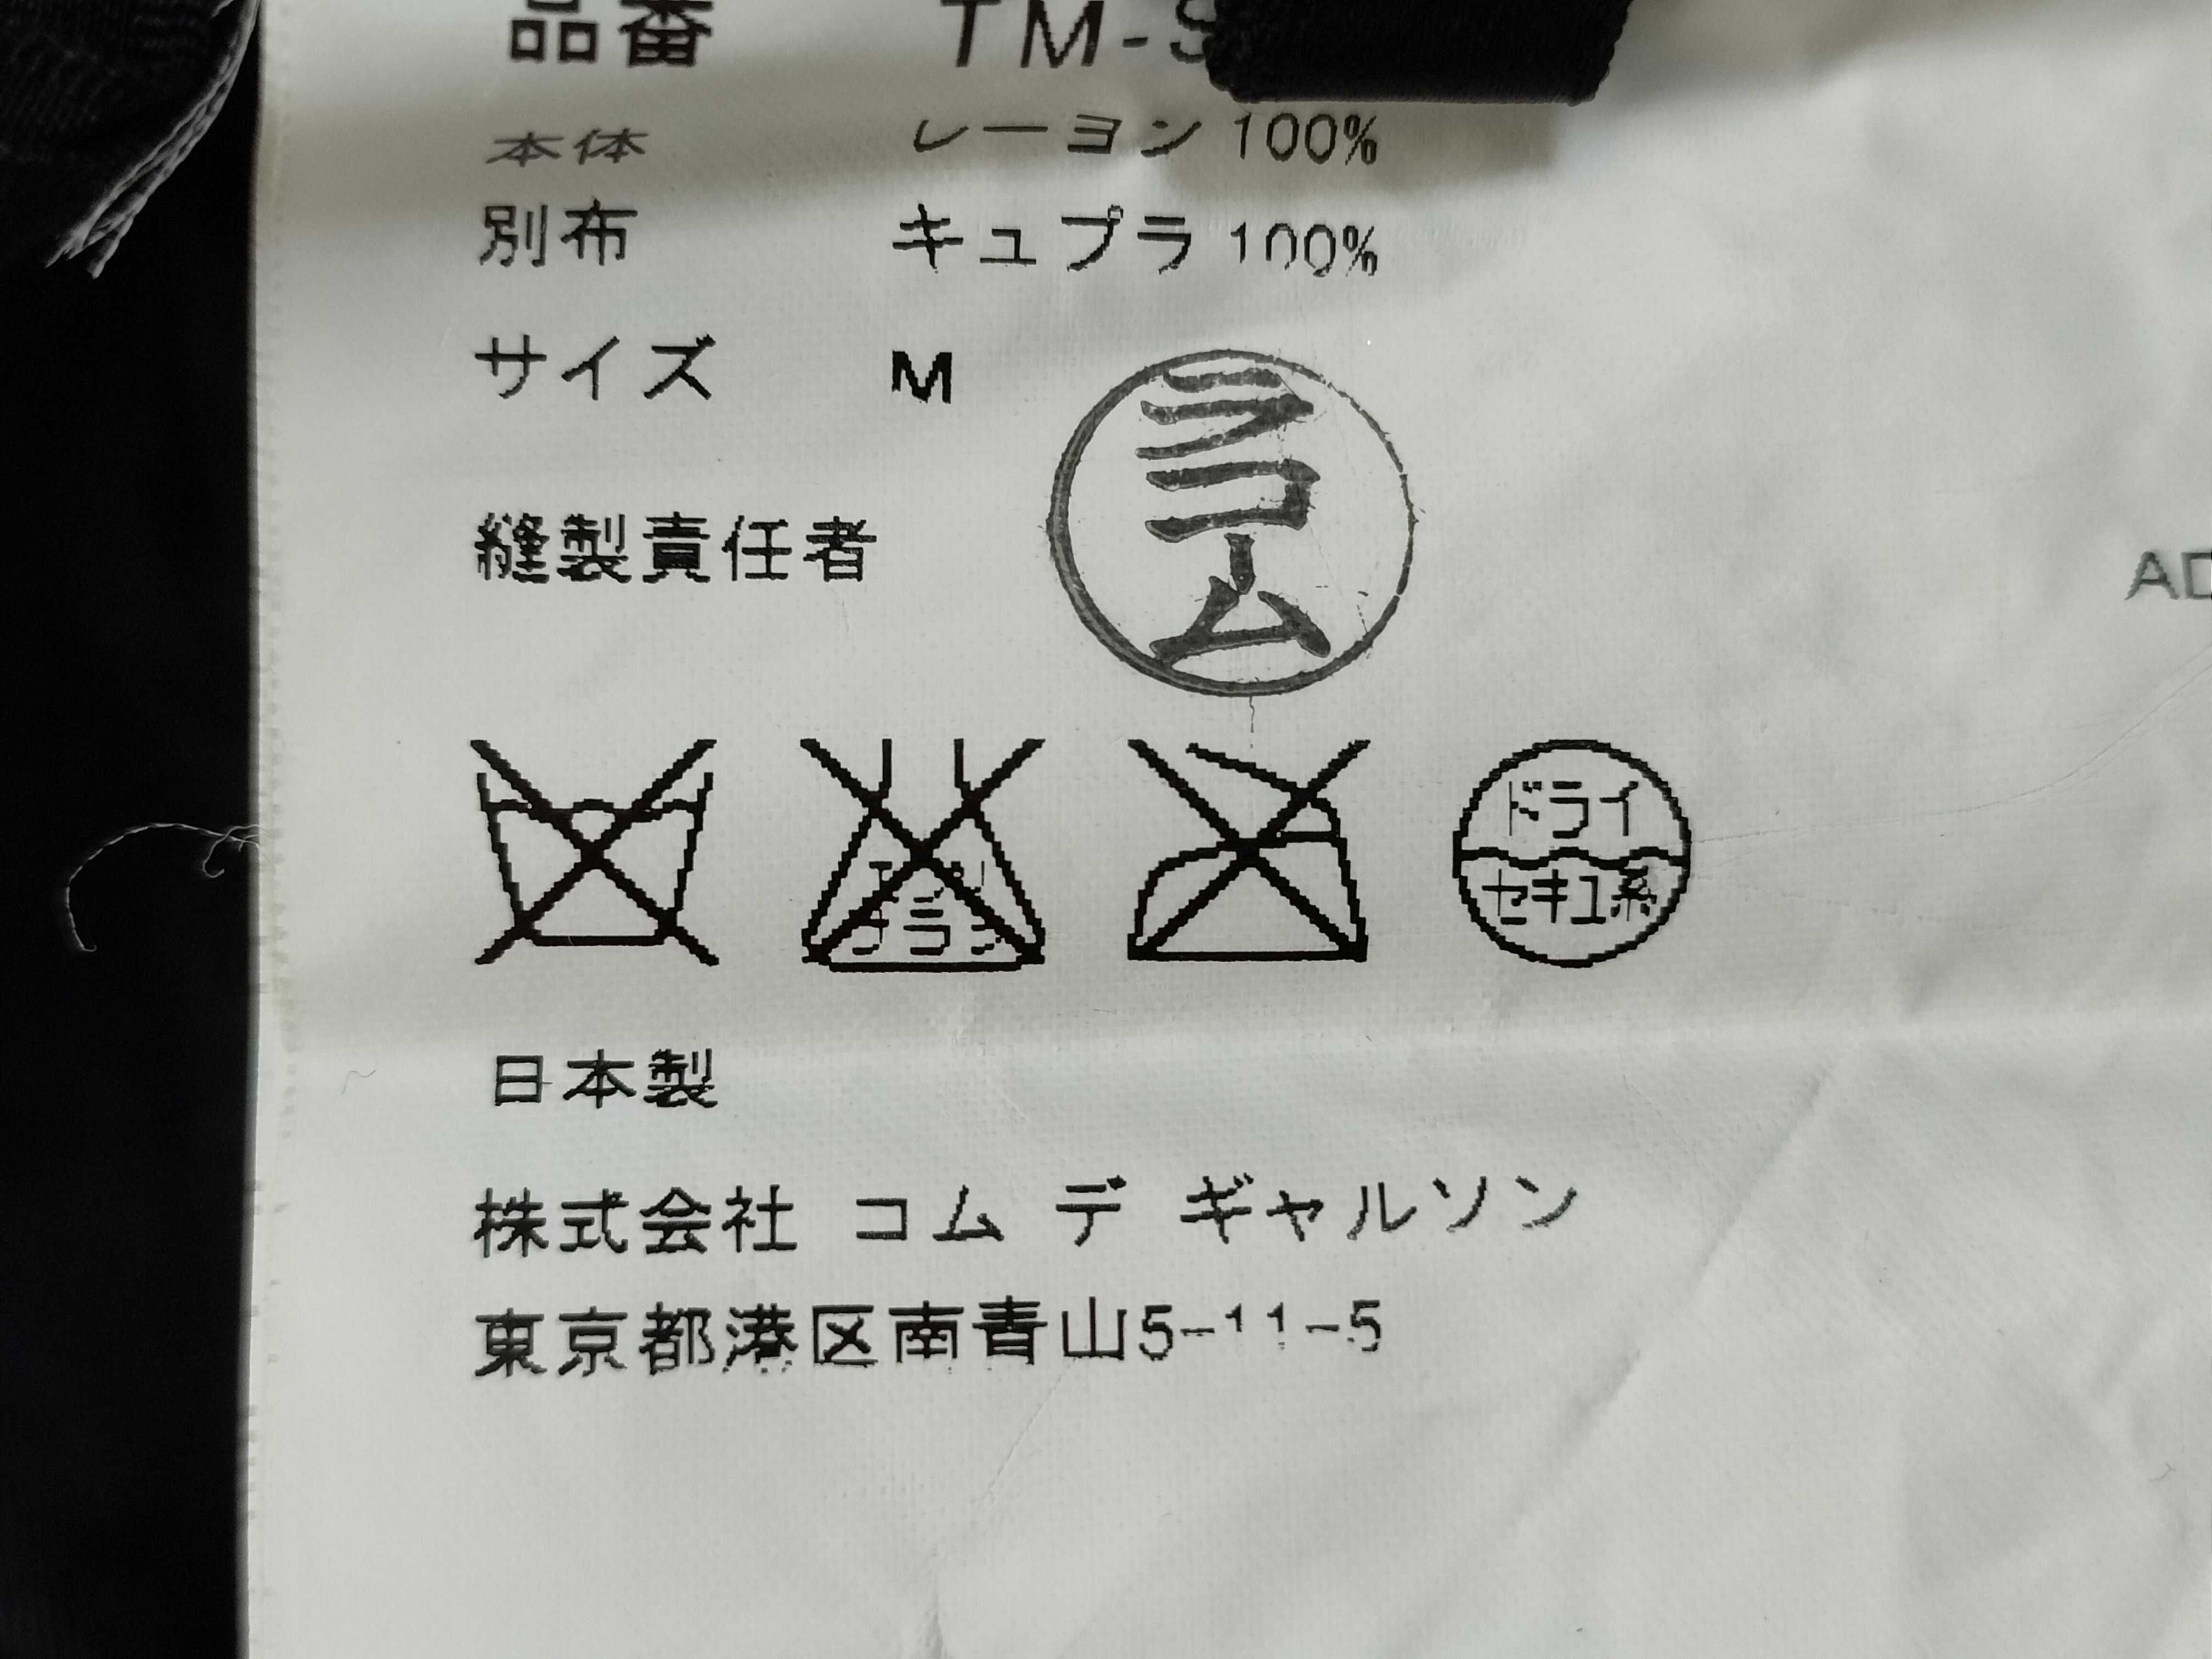 品番 TM-S
本体 レーヨン 100%
別布 キュプラ 100%
サイズ M
縫製責任者
コム
ドライ
セキユ系
日本製
株式会社 コム デ ギャルソン
東京都港区南青山5-11-5
AD